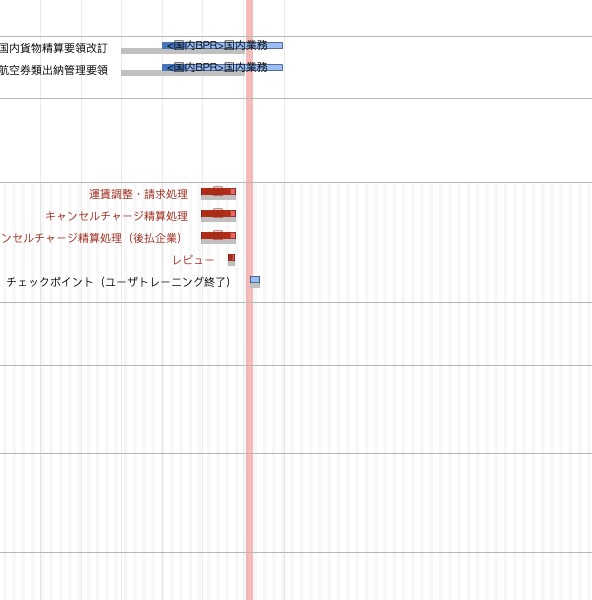 国内貨物精算要領改訂 <国内BPR>国内業務
航空券類出納管理要領 <国内BPR>国内業務
運賃調整・請求処理
キャンセルチャージ精算処理
ンセルチャージ精算処理（後払企業）
レビュー
チェックポイント（ユーザトレーニング終了）